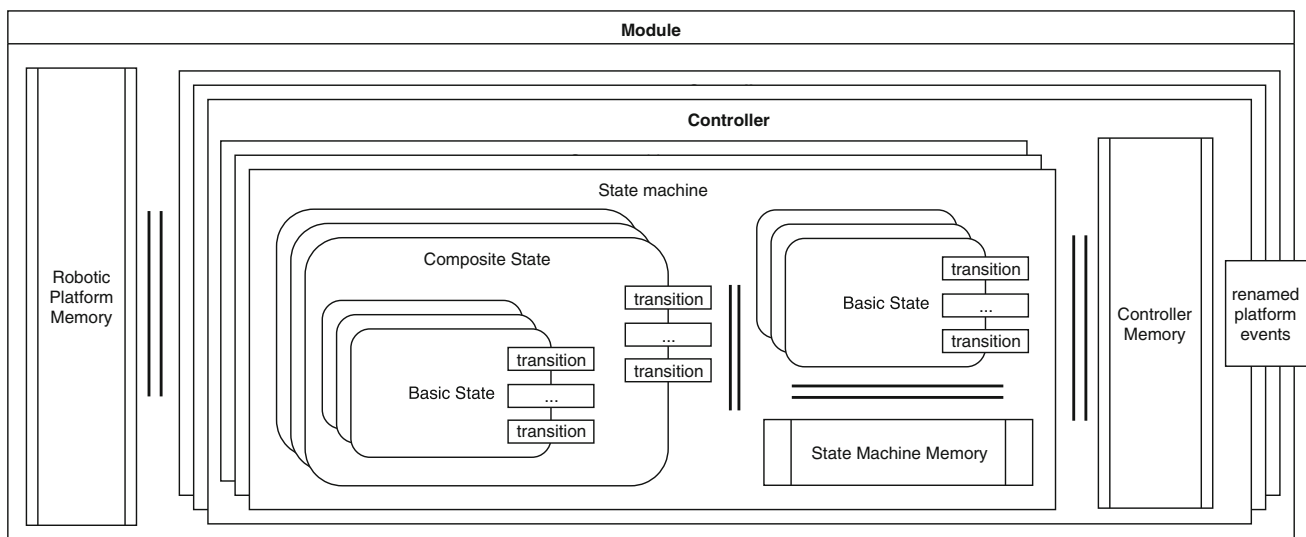 Module
Controller
State machine
Composite State
transition
...
transition
Basic State
transition
...
transition
Basic State
transition
...
transition
State Machine Memory
Robotic
Platform
Memory
Controller
Memory
renamed
platform
events